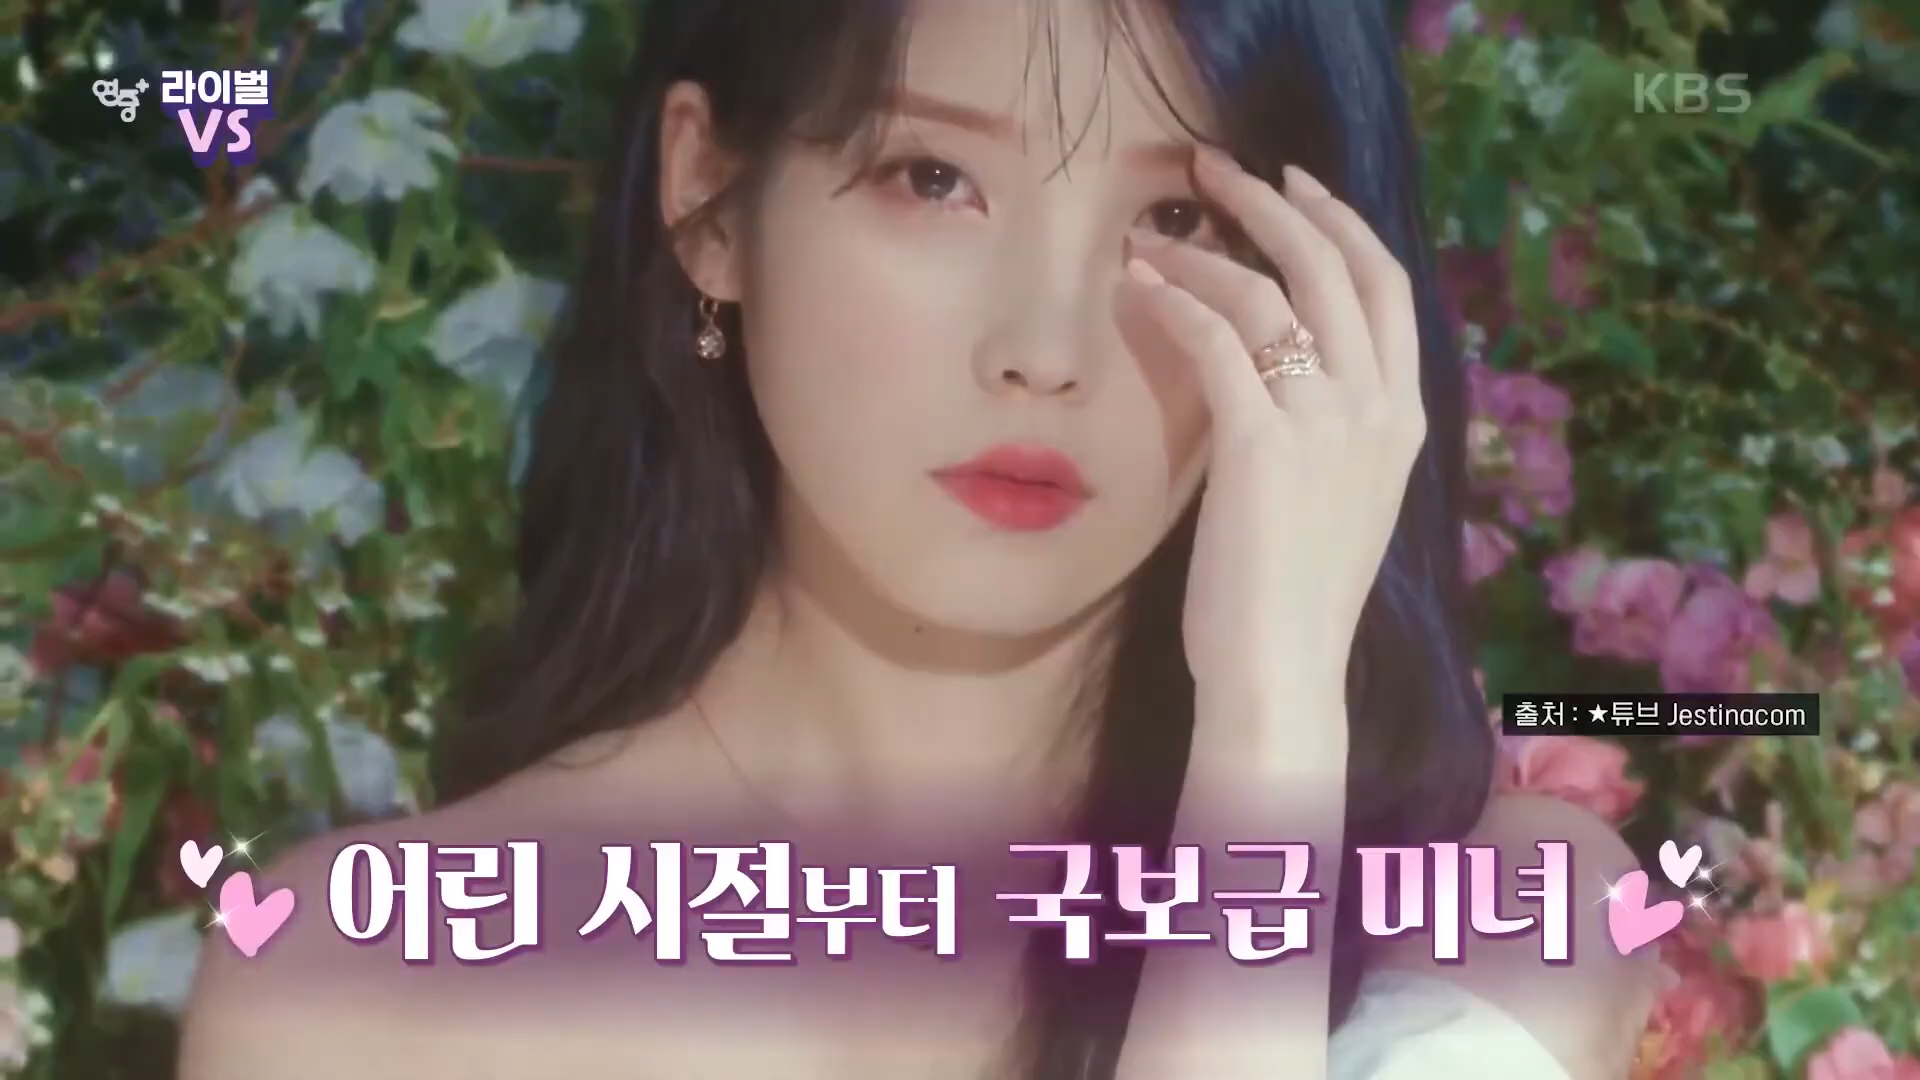 연중+ 라이벌
VS
KBS
출처 : ★튜브 Jestinacom
어린 시절부터 국보급 미녀